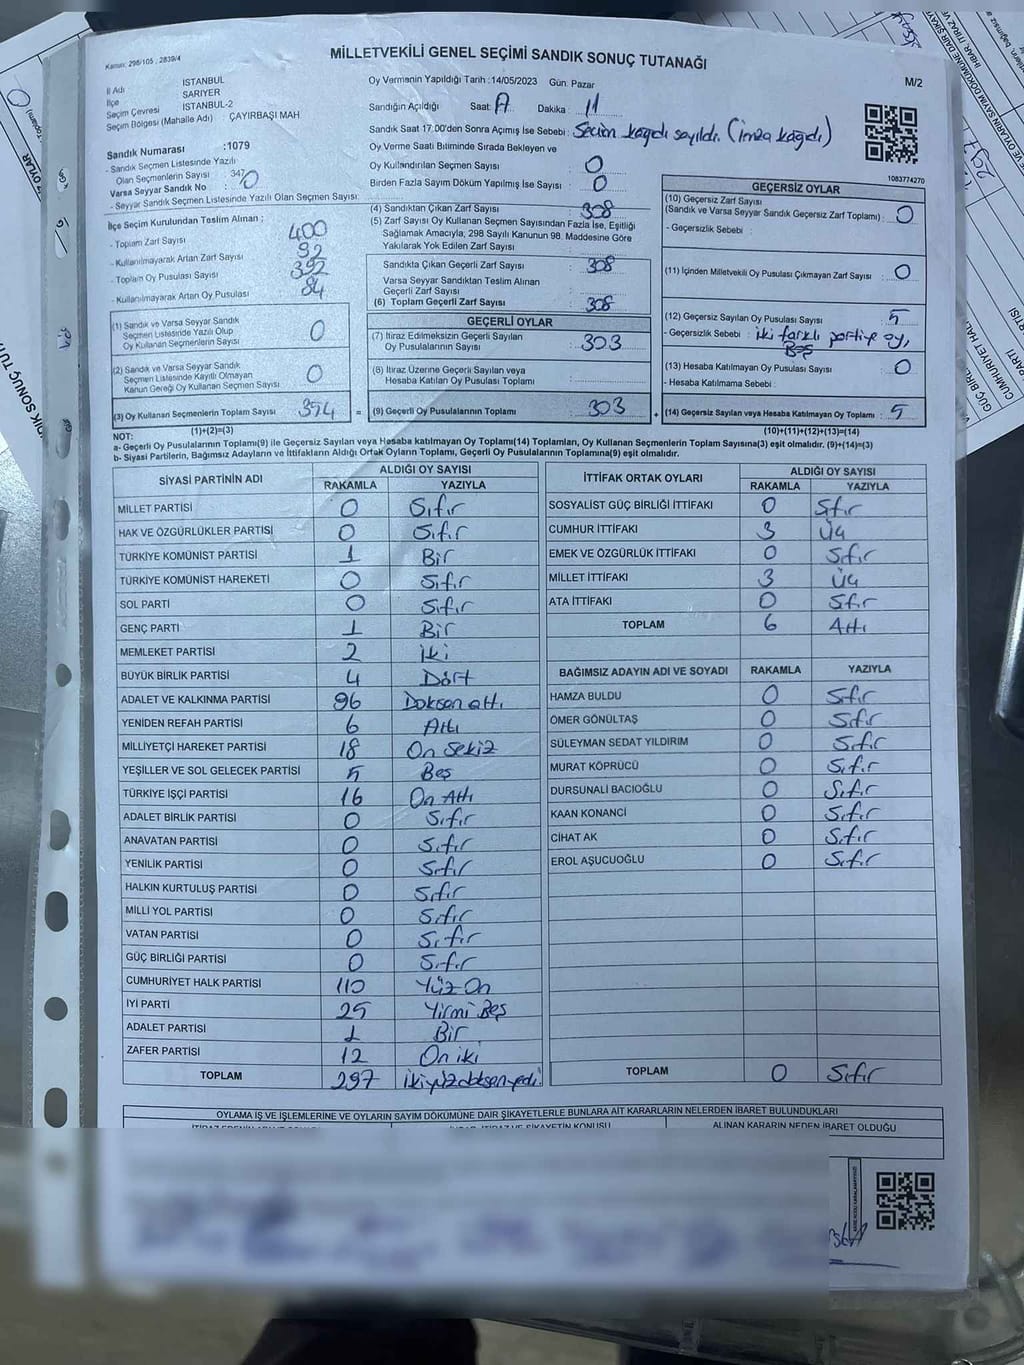 MİLLETVEKİLİ GENEL SEÇİMİ SANDIK SONUÇ TUTANAĞI
Kanun: 298/105 , 2839/4
M/2
İl Adı İSTANBUL
İlçe SARIYER
Seçim Çevresi İSTANBUL-2
Seçim Bölgesi (Mahalle Adı) : ÇAYIRBAŞI MAH
Sandık Numarası :1079
- Sandık Seçmen Listesinde Yazılı
Olan Seçmenlerin Sayısı : 347
Varsa Seyyar Sandık No : 0
- Seyyar Sandık Seçmen Listesinde Yazılı Olan Seçmen Sayısı:
Oy Vermenin Yapıldığı Tarih :14/05/2023 Gün: Pazar
Sandığın Açıldığı Saat: Dakika : 11
Sandık Saat 17.00'den Sonra Açılmış İse Sebebi : Seçim kağıdı sayıldı. (imza kağıdı)
Oy Verme Saati Bitiminde Sırada Bekleyen ve
Oy Kullandırılan Seçmen Sayısı : 0
Birden Fazla Sayım Döküm Yapılmış İse Sayısı : 0
1083774270
İlçe Seçim Kurulundan Teslim Alınan ;
- Toplam Zarf Sayısı : 400
- Kullanılmayarak Artan Zarf Sayısı : 92
- Toplam Oy Pusulası Sayısı : 392
- Kullanılmayarak Artan Oy Pusulası : 84
(4) Sandıktan Çıkan Zarf Sayısı : 308
(5) Zarf Sayısı Oy Kullanan Seçmen Sayısından Fazla İse, Eşitliği
Sağlamak Amacıyla, 298 Sayılı Kanunun 98. Maddesine Göre
Yakılarak Yok Edilen Zarf Sayısı :
Sandıkta Çıkan Geçerli Zarf Sayısı : 308
Varsa Seyyar Sandıktan Teslim Alınan
Geçerli Zarf Sayısı :
(6) Toplam Geçerli Zarf Sayısı : 308
GEÇERSİZ OYLAR
(10) Geçersiz Zarf Sayısı
(Sandık ve Varsa Seyyar Sandık Geçersiz Zarf Toplamı) : 0
- Geçersizlik Sebebi :
(11) İçinden Milletvekili Oy Pusulası Çıkmayan Zarf Sayısı : 0
(12) Geçersiz Sayılan Oy Pusulası Sayısı : 5
- Geçersizlik Sebebi : iki farklı partiye oy,
Boş
(13) Hesaba Katılmayan Oy Pusulası Sayısı : 0
- Hesaba Katılmama Sebebi :
(14) Geçersiz Sayılan veya Hesaba Katılmayan Oy Toplamı : 5
(10)+(11)+(12)+(13)=(14)
(1) Sandık ve Varsa Seyyar Sandık
Seçmen Listesinde Yazılı Olup
Oy Kullanan Seçmenlerin Sayısı : 0
(2) Sandık ve Varsa Seyyar Sandık
Seçmen Listesinde Kayıtlı Olmayan
Kanun Gereği Oy Kullanan Seçmen Sayısı : 0
(3) Oy Kullanan Seçmenlerin Toplam Sayısı :
(1)+(2)=(3)
GEÇERLİ OYLAR
(7) İtiraz Edilmeksizin Geçerli Sayılan
Oy Pusulalarının Sayısı : 303
(8) İtiraz Üzerine Geçerli Sayılan veya
Hesaba Katılan Oy Pusulası Toplamı :
= (9) Geçerli Oy Pusulalarının Toplamı : 303 +
NOT:
a- Geçerli Oy Pusulalarının Toplamı(9) ile Geçersiz Sayılan veya Hesaba katılmayan Oy Toplamı(14) Toplamları, Oy Kullanan Seçmenlerin Toplam Sayısına(3) eşit olmalıdır. (9)+(14)=(3)
b- Siyasi Partilerin, Bağımsız Adayların ve İttifakların Aldığı Ortak Oyların Toplamı, Geçerli Oy Pusulalarının Toplamına(9) eşit olmalıdır.
SİYASİ PARTİNİN ADI ALDIĞI OY SAYISI
RAKAMLA YAZIYLA
MİLLET PARTİSİ 0 Sıfır
HAK VE ÖZGÜRLÜKLER PARTİSİ 0 Sıfır
TÜRKİYE KOMÜNİST PARTİSİ 1 Bir
TÜRKİYE KOMÜNİST HAREKETİ 0 Sıfır
SOL PARTİ 0 Sıfır
GENÇ PARTİ 1 Bir
MEMLEKET PARTİSİ 2 iki
BÜYÜK BİRLİK PARTİSİ 4 Dört
ADALET VE KALKINMA PARTİSİ 96 Doksan altı
YENİDEN REFAH PARTİSİ 6 Altı
MİLLİYETÇİ HAREKET PARTİSİ 18 On Sekiz
YEŞİLLER VE SOL GELECEK PARTİSİ 5 Beş
TÜRKİYE İŞÇİ PARTİSİ 16 On Altı
ADALET BİRLİK PARTİSİ 0 Sıfır
ANAVATAN PARTİSİ 0 Sıfır
YENİLİK PARTİSİ 0 Sıfır
HALKIN KURTULUŞ PARTİSİ 0 Sıfır
MİLLİ YOL PARTİSİ 0 Sıfır
VATAN PARTİSİ 0 Sıfır
GÜÇ BİRLİĞİ PARTİSİ 0 Sıfır
CUMHURİYET HALK PARTİSİ 110 Yüz On
İYİ PARTİ 25 Yirmi Beş
ADALET PARTİSİ 1 Bir
ZAFER PARTİSİ 12 On iki
TOPLAM 297 ikiyüzdoksanyedi
İTTİFAK ORTAK OYLARI ALDIĞI OY SAYISI
RAKAMLA YAZIYLA
SOSYALİST GÜÇ BİRLİĞİ İTTİFAKI 0 Sıfır
CUMHUR İTTİFAKI 3 Üç
EMEK VE ÖZGÜRLÜK İTTİFAKI 0 Sıfır
MİLLET İTTİFAKI 3 Üç
ATA İTTİFAKI 0 Sıfır
TOPLAM 6 Altı
BAĞIMSIZ ADAYIN ADI VE SOYADI RAKAMLA YAZIYLA
HAMZA BULDU 0 Sıfır
ÖMER GÖNÜLTAŞ 0 Sıfır
SÜLEYMAN SEDAT YILDIRIM 0 Sıfır
MURAT KÖPRÜCÜ 0 Sıfır
DURSUNALİ BACIOĞLU 0 Sıfır
KAAN KONANCİ 0 Sıfır
CİHAT AK 0 Sıfır
EROL AŞUCUOĞLU 0 Sıfır
TOPLAM 0 Sıfır
OYLAMA İŞ VE İŞLEMLERİNE VE OYLARIN SAYIM DÖKÜMÜNE DAİR ŞİKAYETLERLE BUNLARA AİT KARARLARIN NELERDEN İBARET BULUNDUKLARI
ALINAN KARARIN NEDEN İBARET OLDUĞU